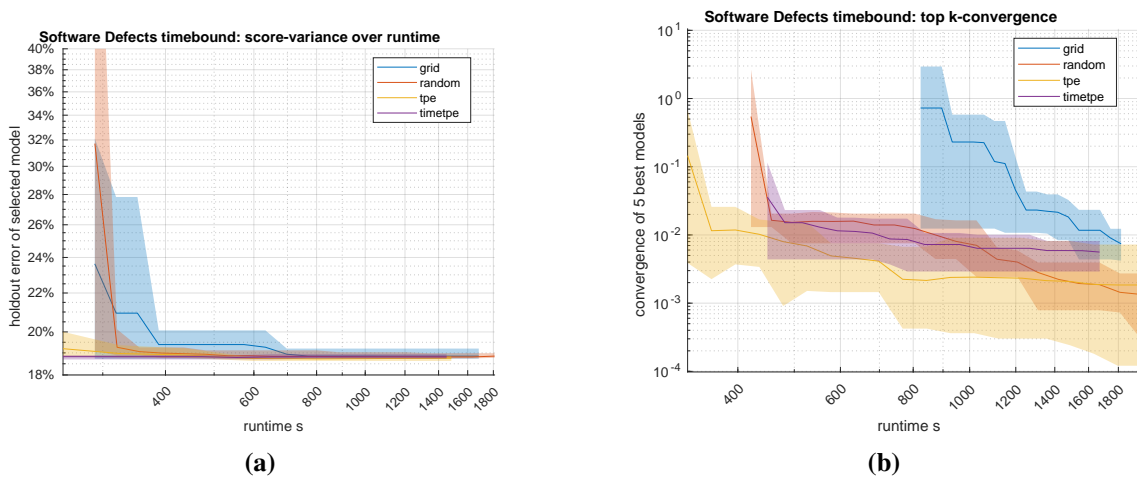 Software Defects timebound: score-variance over runtime
40%
38%
36%
34%
32%
30%
28%
26%
24%
22%
20%
18%
holdout error of selected model
grid
random
tpe
timetpe
400
600
800
1000
1200
1400
1600
1800
runtime s
(a)
Software Defects timebound: top k-convergence
10^1
10^0
10^-1
10^-2
10^-3
10^-4
convergence of 5 best models
grid
random
tpe
timetpe
400
600
800
1000
1200
1400
1600
1800
runtime s
(b)